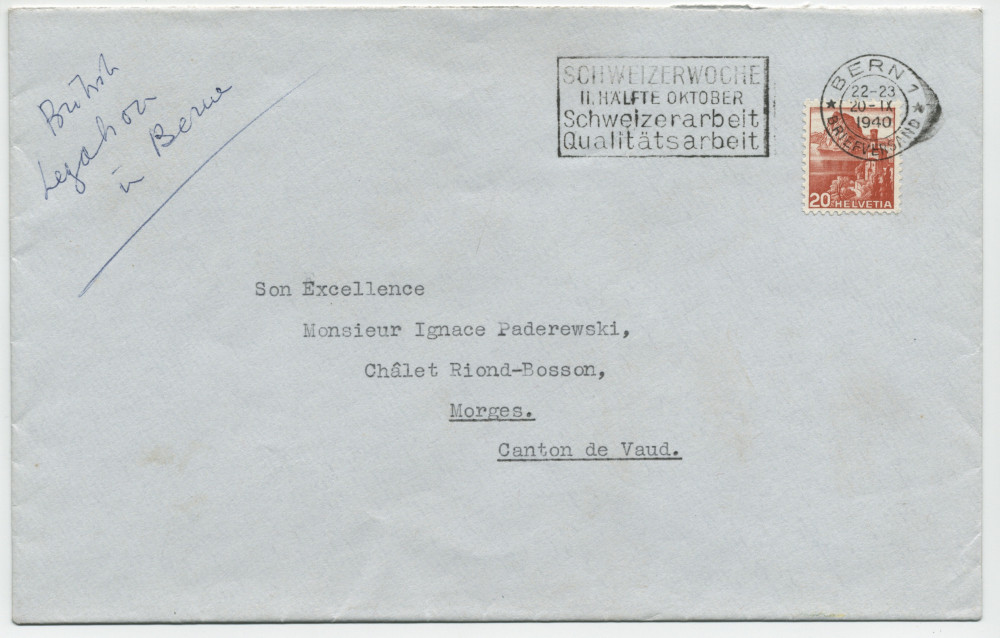 British
Legation
in Berne
SCHWEIZERWOCHE
II. HÄLFTE OKTOBER
Schweizerarbeit
Qualitätsarbeit
BERN 1
22-23
20-IX
1940
BRIEFVERSAND
20 HELVETIA
Son Excellence
Monsieur Ignace Paderewski,
Châlet Riond-Bosson,
Morges.
Canton de Vaud.